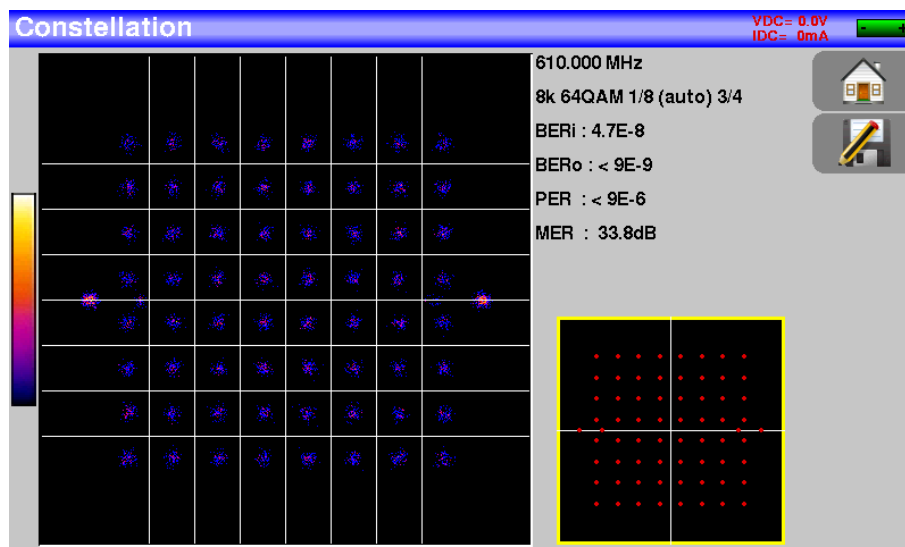 Constellation
VDC= 0.0V
IDC= 0mA
- +
610.000 MHz
8k 64QAM 1/8 (auto) 3/4
BERi : 4.7E-8
BERo : < 9E-9
PER : < 9E-6
MER : 33.8dB